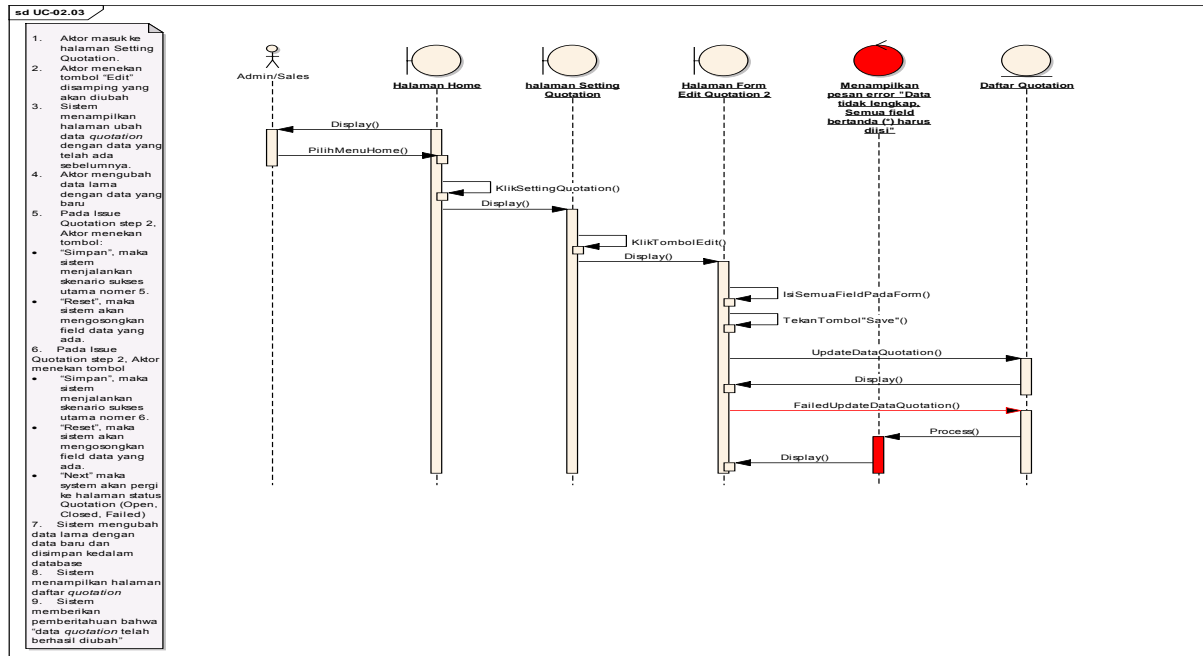 sd UC-02.03
1. Aktor masuk ke
halaman Setting
Quotation.
2. Aktor menekan
tombol "Edit"
disamping yang
akan diubah
3. Sistem
menampilkan
halaman ubah
data quotation
dengan data yang
telah ada
sebelumnya.
4. Aktor mengubah
data lama
dengan data yang
baru
5. Pada Issue
Quotation step 2,
Aktor menekan
tombol:
• "Simpan", maka
sistem
menjalankan
skenario sukses
utama nomer 5.
• "Reset", maka
sistem akan
mengosongkan
field data yang
ada.
6. Pada Issue
Quotation step 2, Aktor
menekan tombol
• "Simpan", maka
sistem
menjalankan
skenario sukses
utama nomer 6.
• "Reset", maka
sistem akan
mengosongkan
field data yang
ada.
• "Next" maka
system akan pergi
ke halaman status
Quotation (Open,
Closed, Failed)
7. Sistem mengubah
data lama dengan
data baru dan
disimpan kedalam
database
8. Sistem
menampilkan halaman
daftar quotation
9. Sistem
memberikan
pemberitahuan bahwa
"data quotation telah
berhasil diubah"
Admin/Sales
Halaman Home
halaman Setting
Quotation
Halaman Form
Edit Quotation 2
Menampilkan
pesan error "Data
tidak lengkap.
Semua field
bertanda (*) harus
diisi"
Daftar Quotation
Display()
PilihMenuHome()
KlikSettingQuotation()
Display()
KlikTombolEdit()
Display()
IsiSemuaFieldPadaForm()
TekanTombol"Save"()
UpdateDataQuotation()
Display()
FailedUpdateDataQuotation()
Process()
Display()